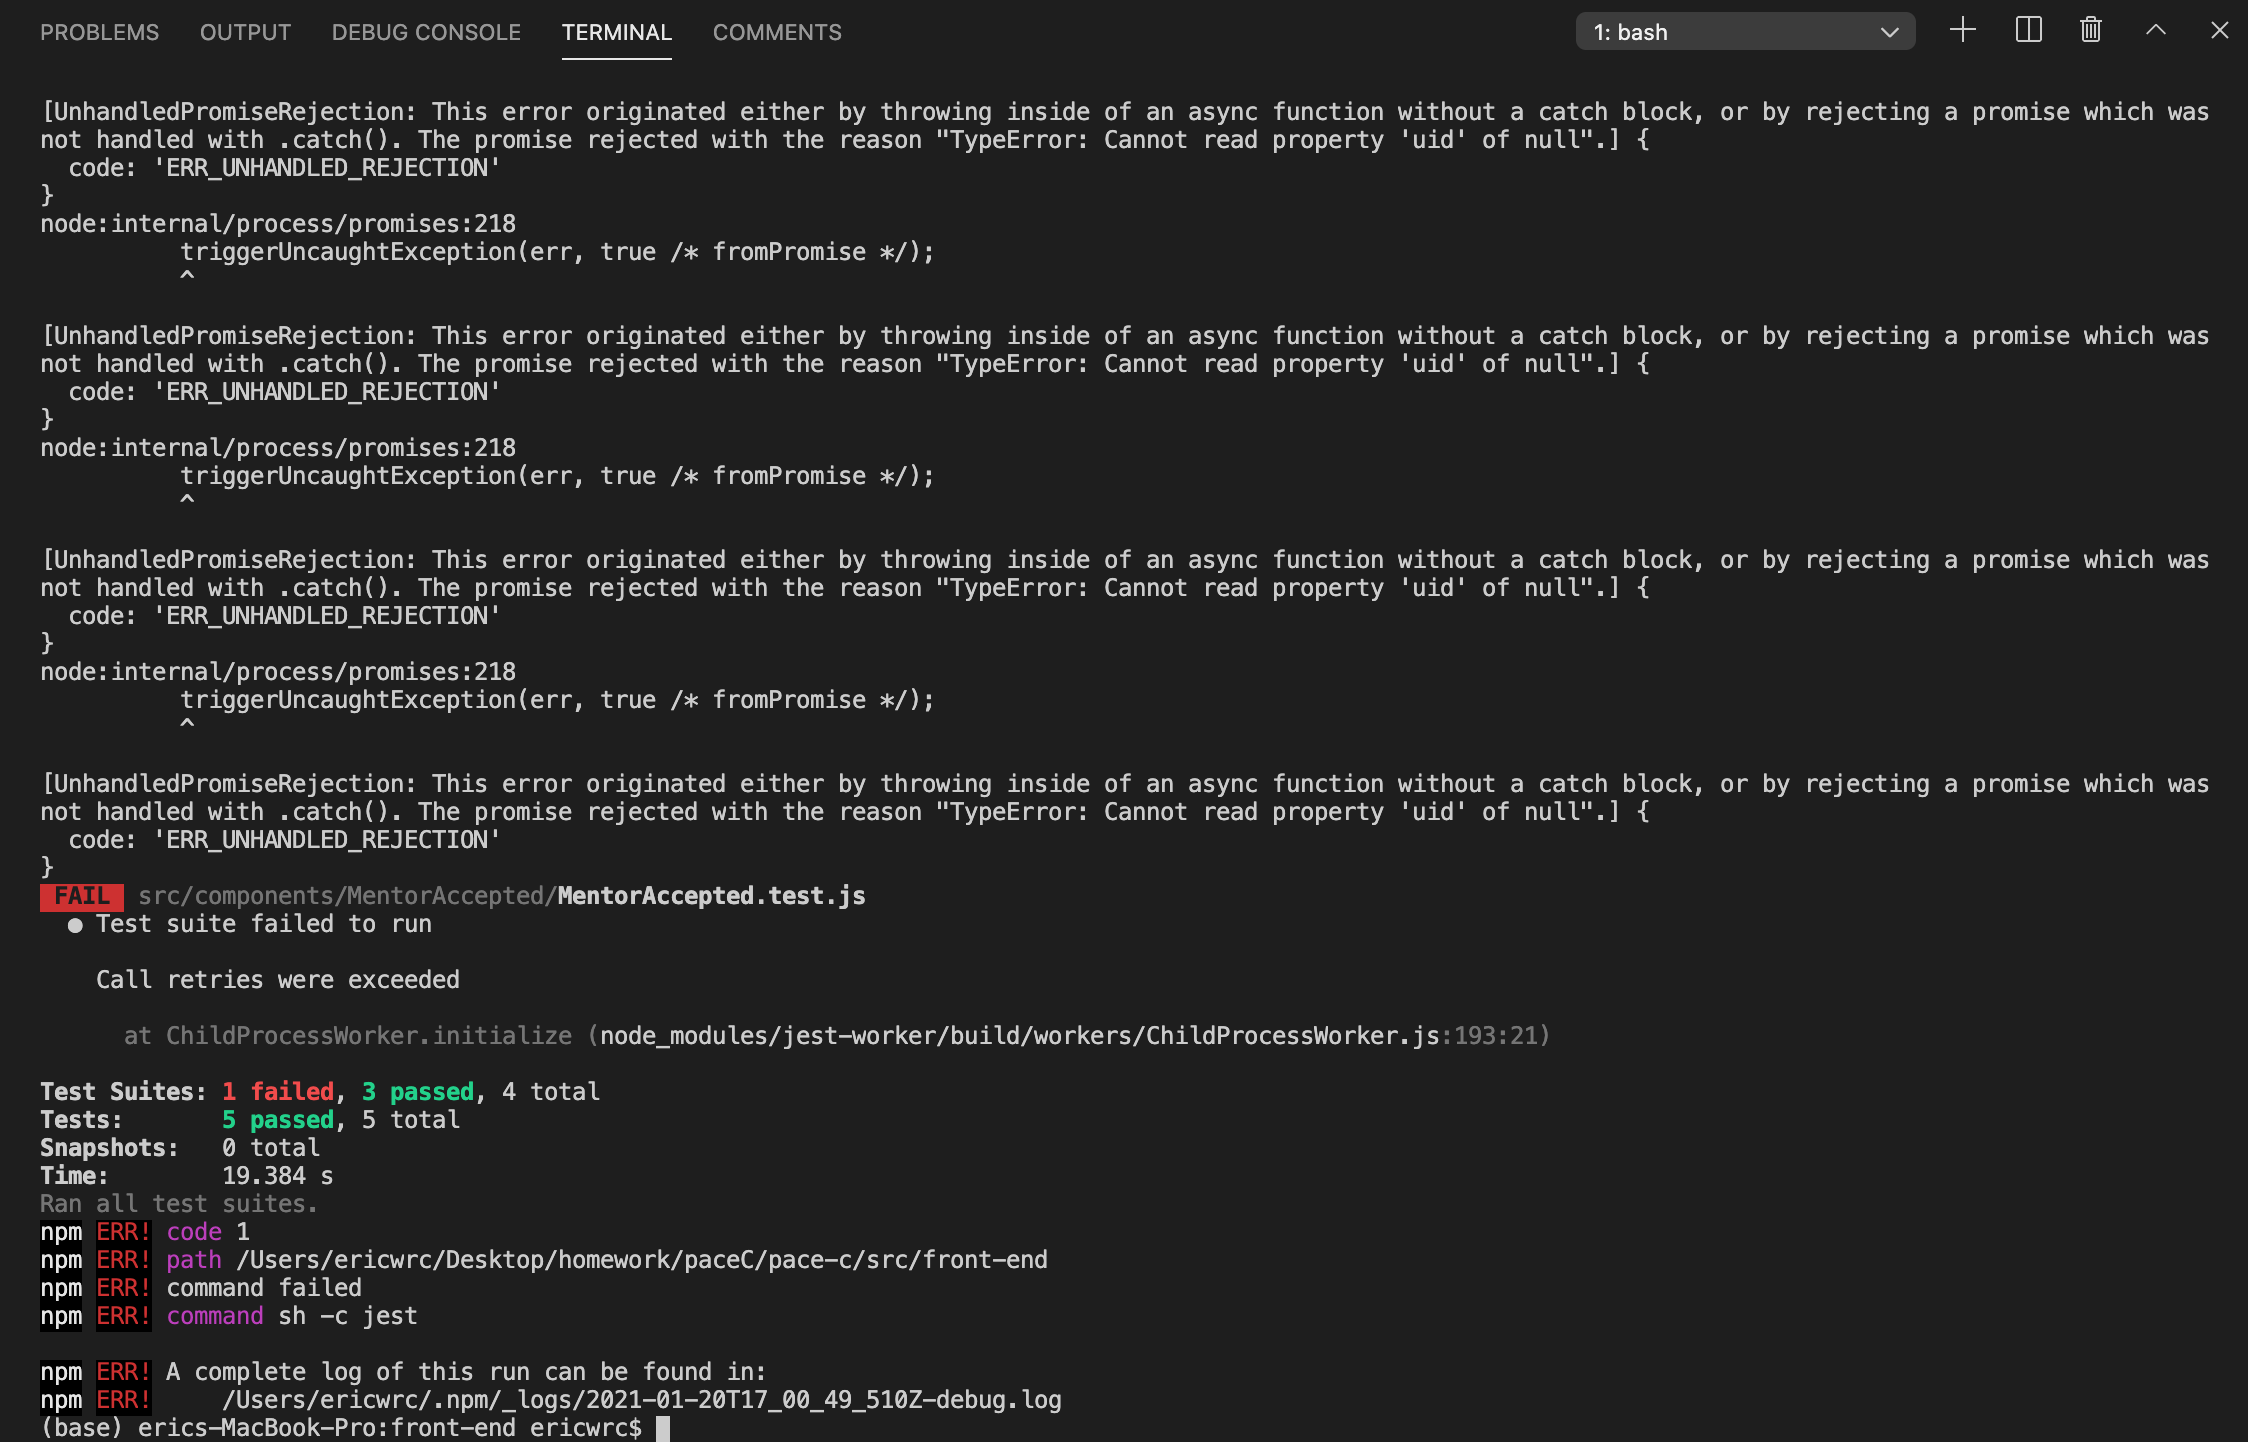 PROBLEMS OUTPUT DEBUG CONSOLE TERMINAL COMMENTS 1: bash
[UnhandledPromiseRejection: This error originated either by throwing inside of an async function without a catch block, or by rejecting a promise which was
not handled with .catch(). The promise rejected with the reason "TypeError: Cannot read property 'uid' of null".] {
  code: 'ERR_UNHANDLED_REJECTION'
}
node:internal/process/promises:218
          triggerUncaughtException(err, true /* fromPromise */);
          ^
[UnhandledPromiseRejection: This error originated either by throwing inside of an async function without a catch block, or by rejecting a promise which was
not handled with .catch(). The promise rejected with the reason "TypeError: Cannot read property 'uid' of null".] {
  code: 'ERR_UNHANDLED_REJECTION'
}
node:internal/process/promises:218
          triggerUncaughtException(err, true /* fromPromise */);
          ^
[UnhandledPromiseRejection: This error originated either by throwing inside of an async function without a catch block, or by rejecting a promise which was
not handled with .catch(). The promise rejected with the reason "TypeError: Cannot read property 'uid' of null".] {
  code: 'ERR_UNHANDLED_REJECTION'
}
node:internal/process/promises:218
          triggerUncaughtException(err, true /* fromPromise */);
          ^
[UnhandledPromiseRejection: This error originated either by throwing inside of an async function without a catch block, or by rejecting a promise which was
not handled with .catch(). The promise rejected with the reason "TypeError: Cannot read property 'uid' of null".] {
  code: 'ERR_UNHANDLED_REJECTION'
}
FAIL src/components/MentorAccepted/MentorAccepted.test.js
  ● Test suite failed to run
    Call retries were exceeded
      at ChildProcessWorker.initialize (node_modules/jest-worker/build/workers/ChildProcessWorker.js:193:21)
Test Suites: 1 failed, 3 passed, 4 total
Tests:       5 passed, 5 total
Snapshots:   0 total
Time:        19.384 s
Ran all test suites.
npm ERR! code 1
npm ERR! path /Users/ericwrc/Desktop/homework/paceC/pace-c/src/front-end
npm ERR! command failed
npm ERR! command sh -c jest
npm ERR! A complete log of this run can be found in:
npm ERR!     /Users/ericwrc/.npm/_logs/2021-01-20T17_00_49_510Z-debug.log
(base) erics-MacBook-Pro:front-end ericwrc$